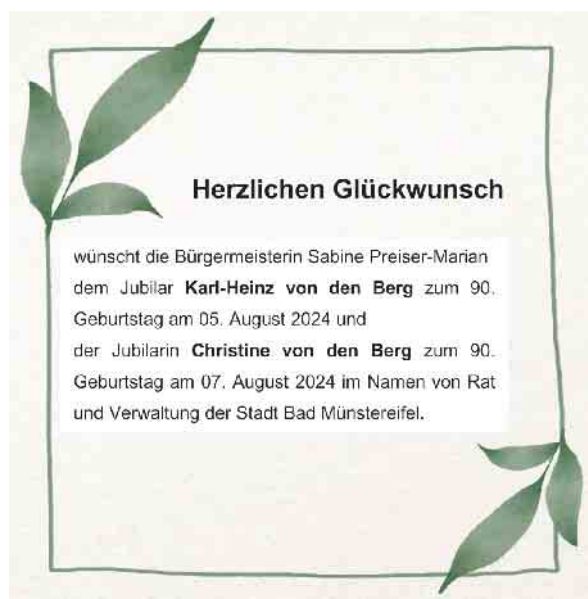 Herzlichen Glückwunsch
wünscht die Bürgermeisterin Sabine Preiser-Marian
dem Jubilar Karl-Heinz von den Berg zum 90.
Geburtstag am 05. August 2024 und
der Jubilarin Christine von den Berg zum 90.
Geburtstag am 07. August 2024 im Namen von Rat
und Verwaltung der Stadt Bad Münstereifel.